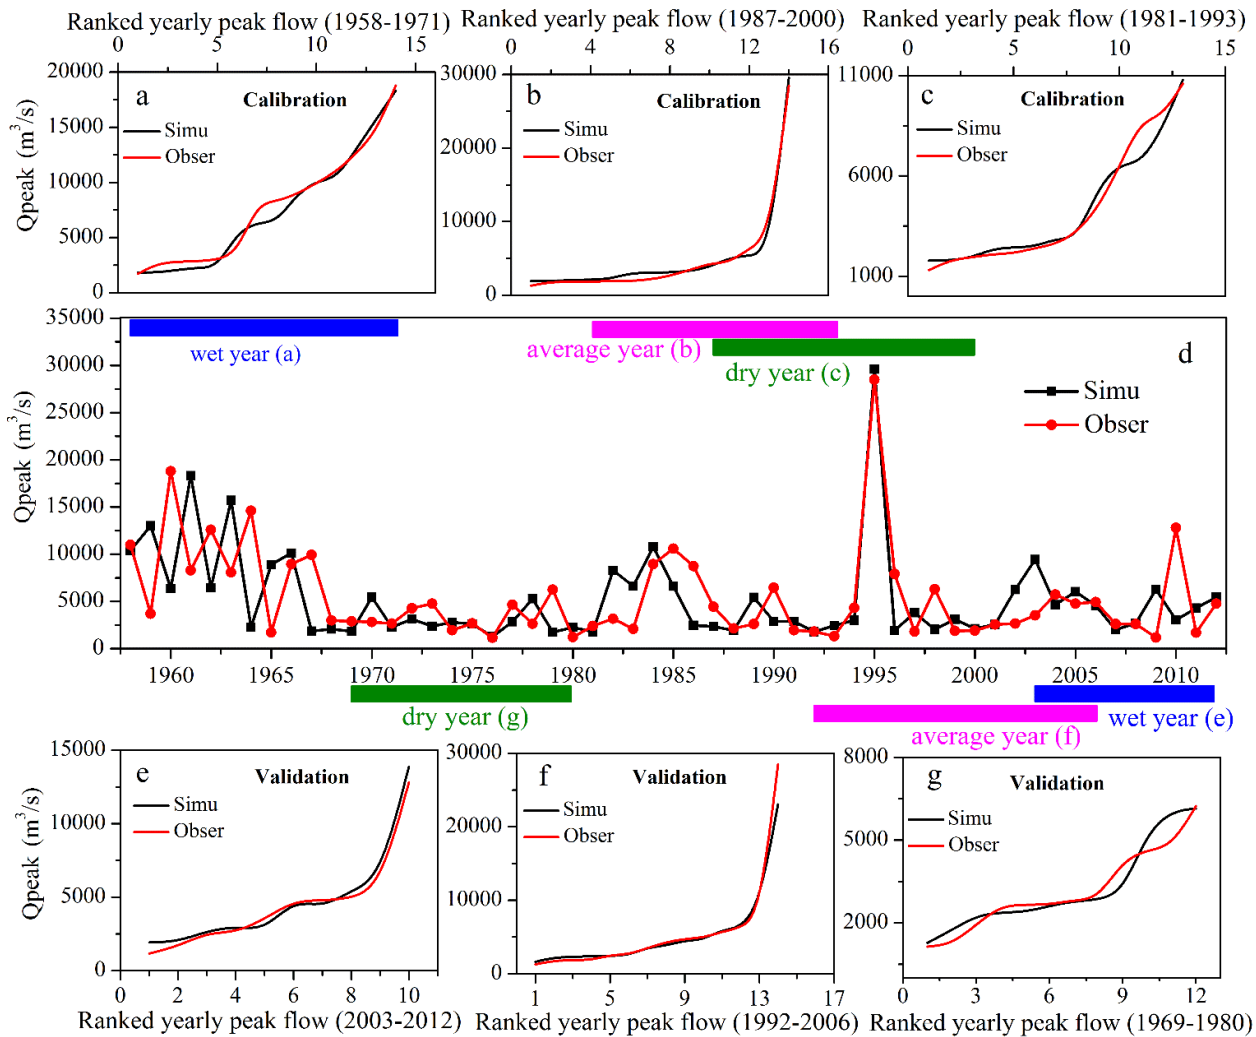 Ranked yearly peak flow (1958-1971)
1 5 10 15
Ranked yearly peak flow (1987-2000)
1 4 7 10 13 16
Ranked yearly peak flow (1981-1993)
0 5 10 15
Qpeak (m³/s)
20000
15000
10000
5000
0
a
Calibration
Simu
Obser
30000
20000
10000
0
b
Calibration
Simu
Obser
11000
6000
1000
c
Calibration
Simu
Obser
Qpeak (m³/s)
35000
30000
25000
20000
15000
10000
5000
0
wet year (a)
average year (b)
dry year (c)
d
Simu
Obser
1960 1965 1970 1975 1980 1985 1990 1995 2000 2005 2010
dry year (g)
average year (f)
wet year (e)
Qpeak (m³/s)
15000
10000
5000
0
e
Validation
Simu
Obser
0 2 4 6 8 10
Ranked yearly peak flow (2003-2012)
30000
20000
10000
0
f
Validation
Simu
Obser
1 5 9 13 17
Ranked yearly peak flow (1992-2006)
8000
5000
2000
g
Validation
Simu
Obser
0 3 6 9 12
Ranked yearly peak flow (1969-1980)